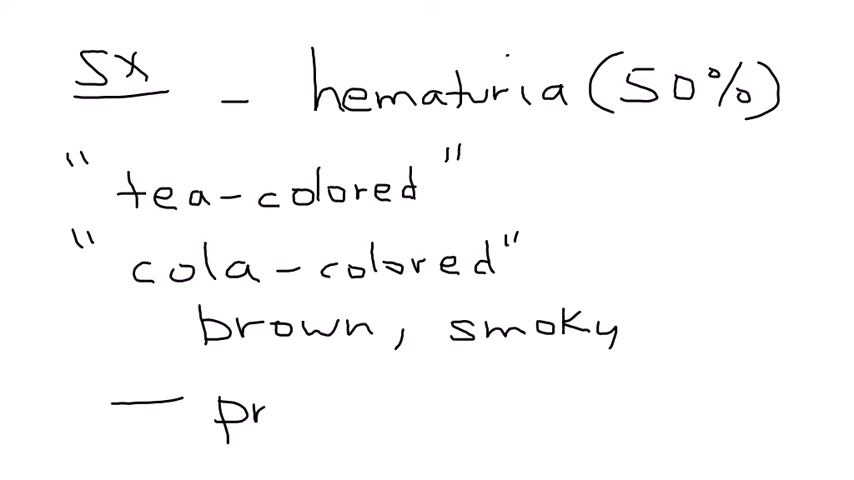 Sx - hematuria (50%)
"tea-colored"
"cola-colored"
brown, smoky
- pr